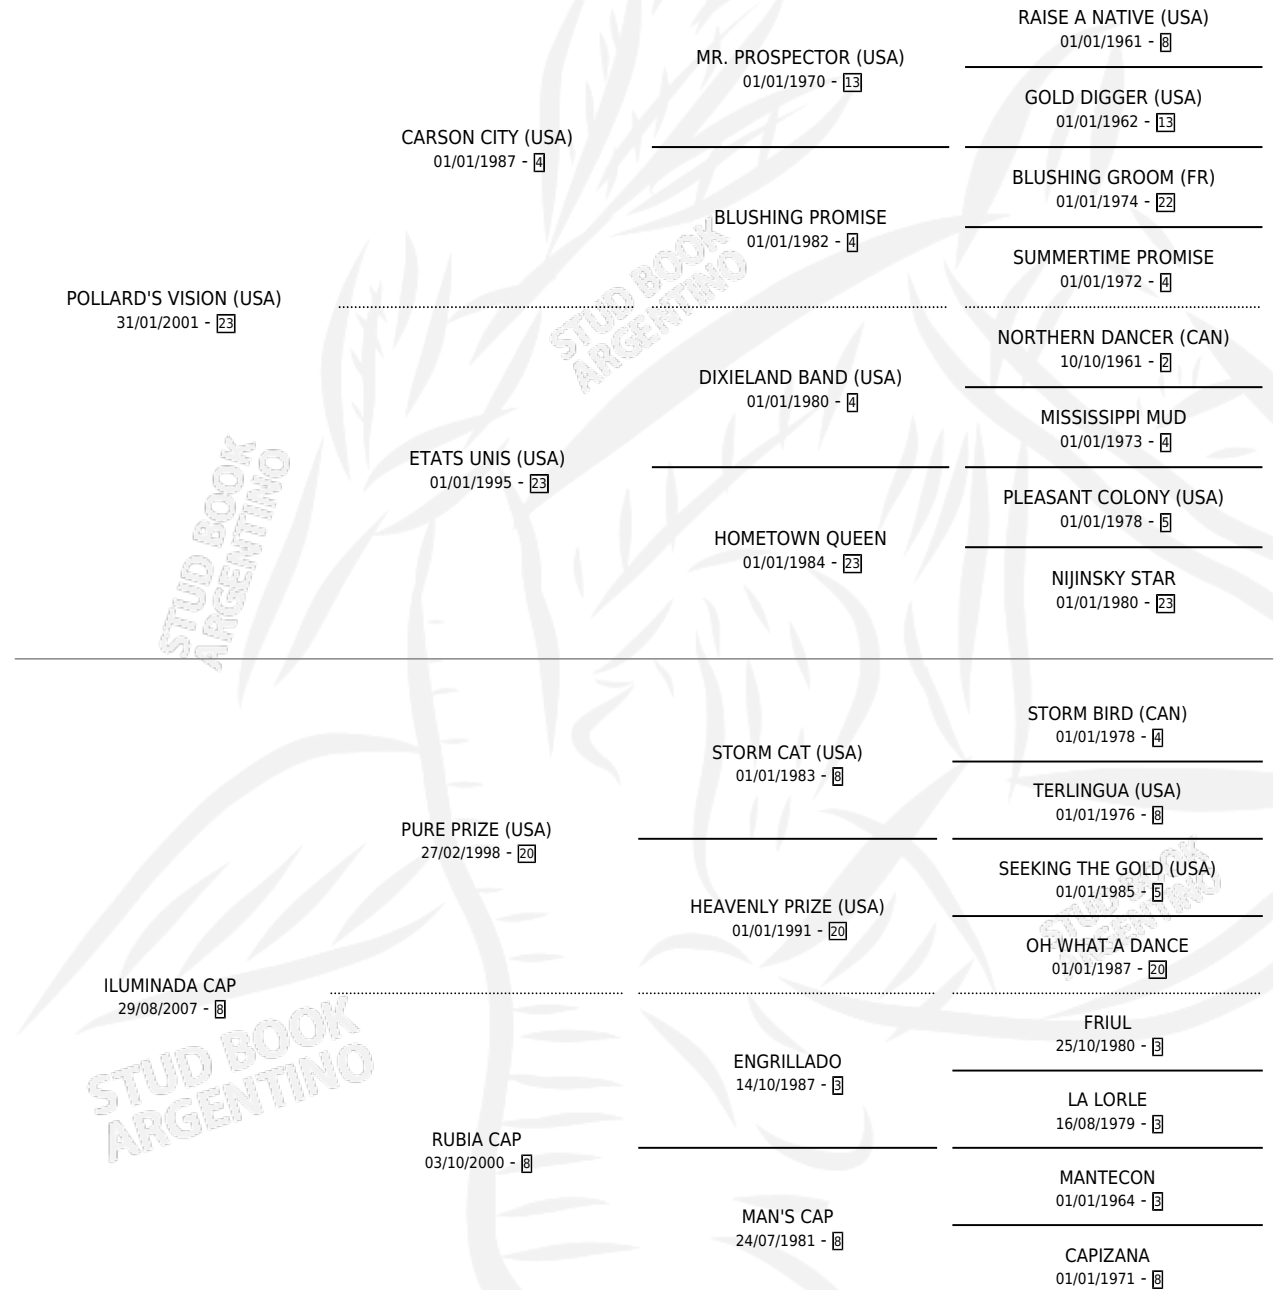 RAISE A NATIVE (USA)
01/01/1961 - 8
MR. PROSPECTOR (USA)
01/01/1970 - 13
GOLD DIGGER (USA)
01/01/1962 - 13
CARSON CITY (USA)
01/01/1987 - 4
BLUSHING GROOM (FR)
01/01/1974 - 22
BLUSHING PROMISE
01/01/1982 - 4
SUMMERTIME PROMISE
01/01/1972 - 4
POLLARD'S VISION (USA)
31/01/2001 - 23
NORTHERN DANCER (CAN)
10/10/1961 - 2
DIXIELAND BAND (USA)
01/01/1980 - 4
MISSISSIPPI MUD
01/01/1973 - 4
ETATS UNIS (USA)
01/01/1995 - 23
PLEASANT COLONY (USA)
01/01/1978 - 5
HOMETOWN QUEEN
01/01/1984 - 23
NIJINSKY STAR
01/01/1980 - 23
STUD BOOK
ARGENTINO
STUD BOOK
ARGENTINO
STORM BIRD (CAN)
01/01/1978 - 4
STORM CAT (USA)
01/01/1983 - 8
TERLINGUA (USA)
01/01/1976 - 8
PURE PRIZE (USA)
27/02/1998 - 20
SEEKING THE GOLD (USA)
01/01/1985 - 5
HEAVENLY PRIZE (USA)
01/01/1991 - 20
OH WHAT A DANCE
01/01/1987 - 20
ILUMINADA CAP
29/08/2007 - 8
FRIUL
25/10/1980 - 3
ENGRILLADO
14/10/1987 - 3
LA LORLE
16/08/1979 - 3
RUBIA CAP
03/10/2000 - 8
MANTECON
01/01/1964 - 3
MAN'S CAP
24/07/1981 - 8
CAPIZANA
01/01/1971 - 8
STUD BOOK
ARGENTINO
STUD BOOK
ARGENTINO